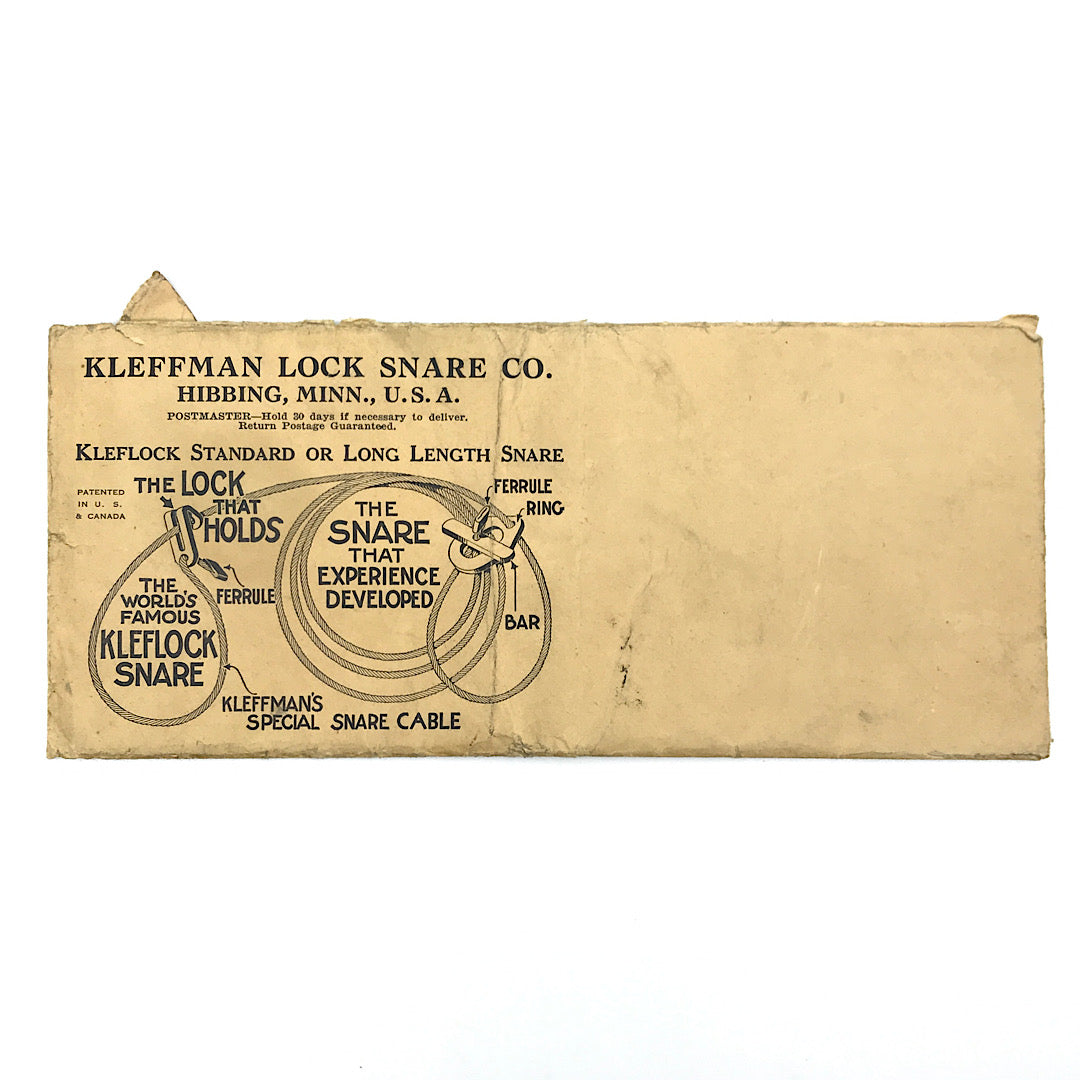 KLEFFMAN LOCK SNARE CO.
HIBBING, MINN., U.S.A.
POSTMASTER—Hold 30 days if necessary to deliver.
Return Postage Guaranteed.
KLEFLOCK STANDARD OR LONG LENGTH SNARE
PATENTED
IN U. S.
& CANADA
THE LOCK
THAT
HOLDS
FERRULE
THE
WORLD'S
FAMOUS
KLEFLOCK
SNARE
KLEFFMAN'S
SPECIAL SNARE CABLE
THE
SNARE
THAT
EXPERIENCE
DEVELOPED
FERRULE
RING
BAR